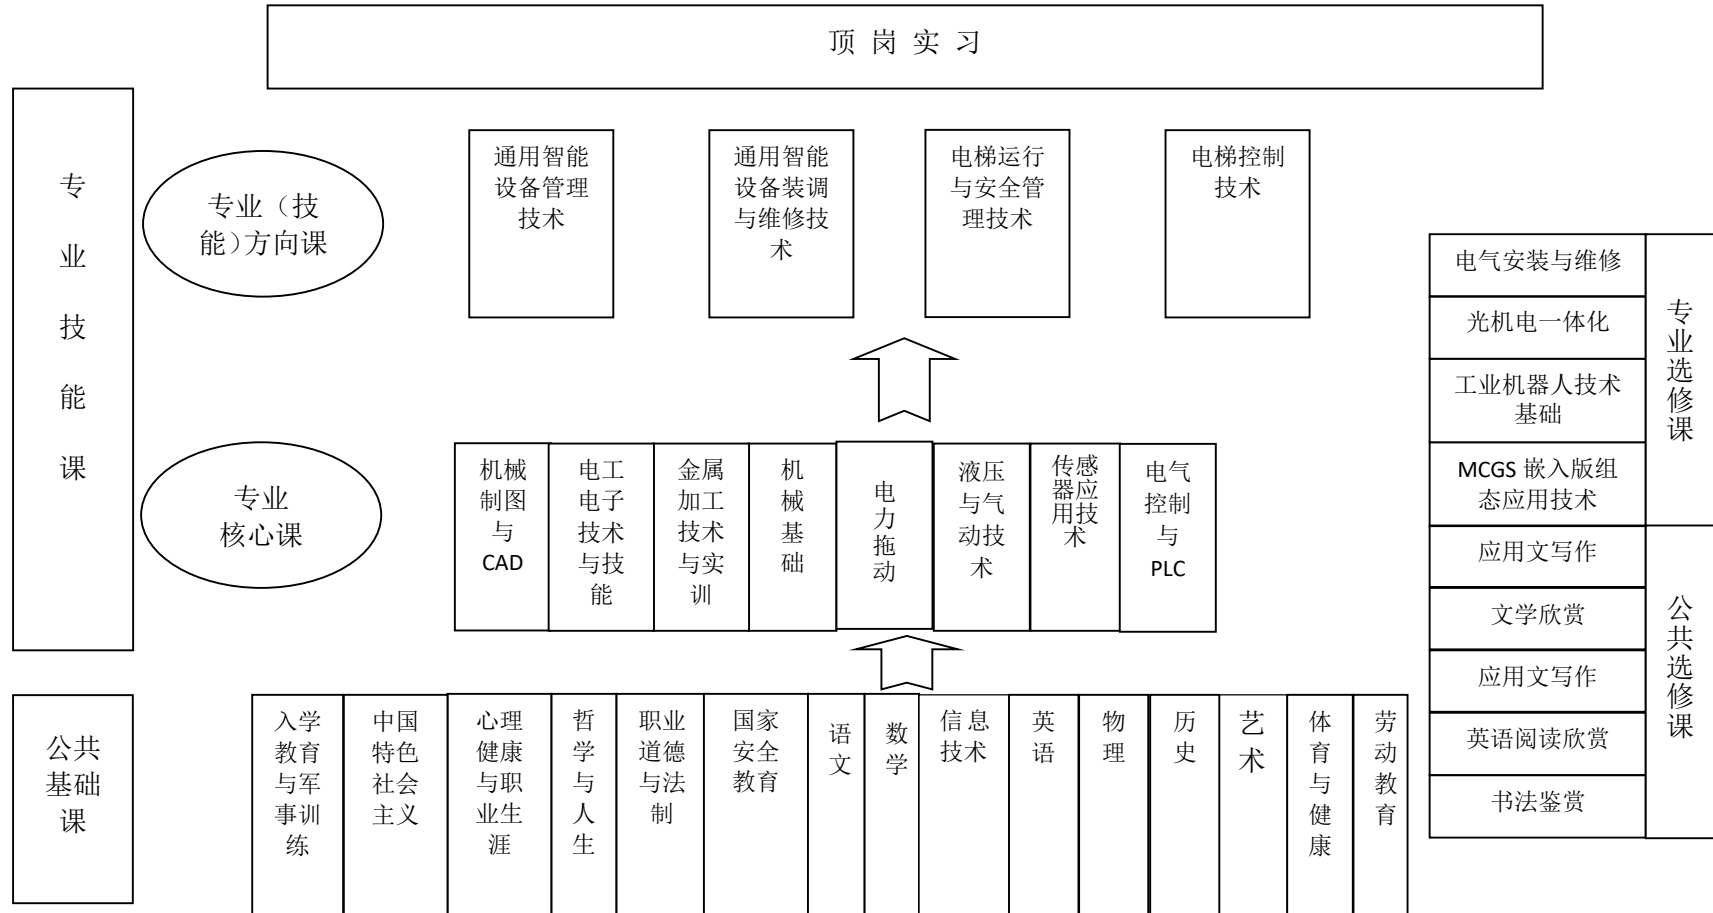 顶 岗 实 习
专
业
技
能
课
专业（技
能）方向课
通用智能
设备管理
技术
通用智能
设备装调
与维修技
术
电梯运行
与安全管
理技术
电梯控制
技术
专业
核心课
机械
制图
与
CAD
电工
电子
技术
与技
能
金属
加工
技术
与实
训
机
械
基
础
电
力
拖
动
液压
与气
动技
术
传感
器应
用技
术
电气
控制
与
PLC
公共
基础
课
入学
教育
与军
事训
练
中国
特色
社会
主义
心理
健康
与职
业生
涯
哲
学
与
人
生
职业
道德
与法
制
国家
安全
教育
语
文
数
学
信息
技术
英
语
物
理
历
史
艺
术
体
育
与
健
康
劳
动
教
育
电气安装与维修
光机电一体化
工业机器人技术
基础
MCGS 嵌入版组
态应用技术
专
业
选
修
课
应用文写作
文学欣赏
应用文写作
英语阅读欣赏
书法鉴赏
公
共
选
修
课